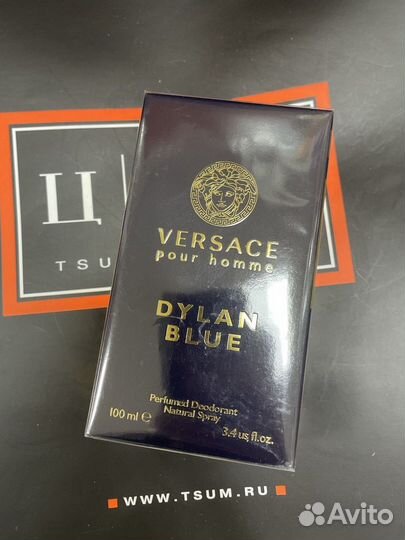 Ц
TSUM
VERSACE
pour homme
DYLAN
BLUE
Perfumed Deodorant
Natural Spray
100 ml ℮
3.4 us fl.oz.
WWW.TSUM.RU
Avito